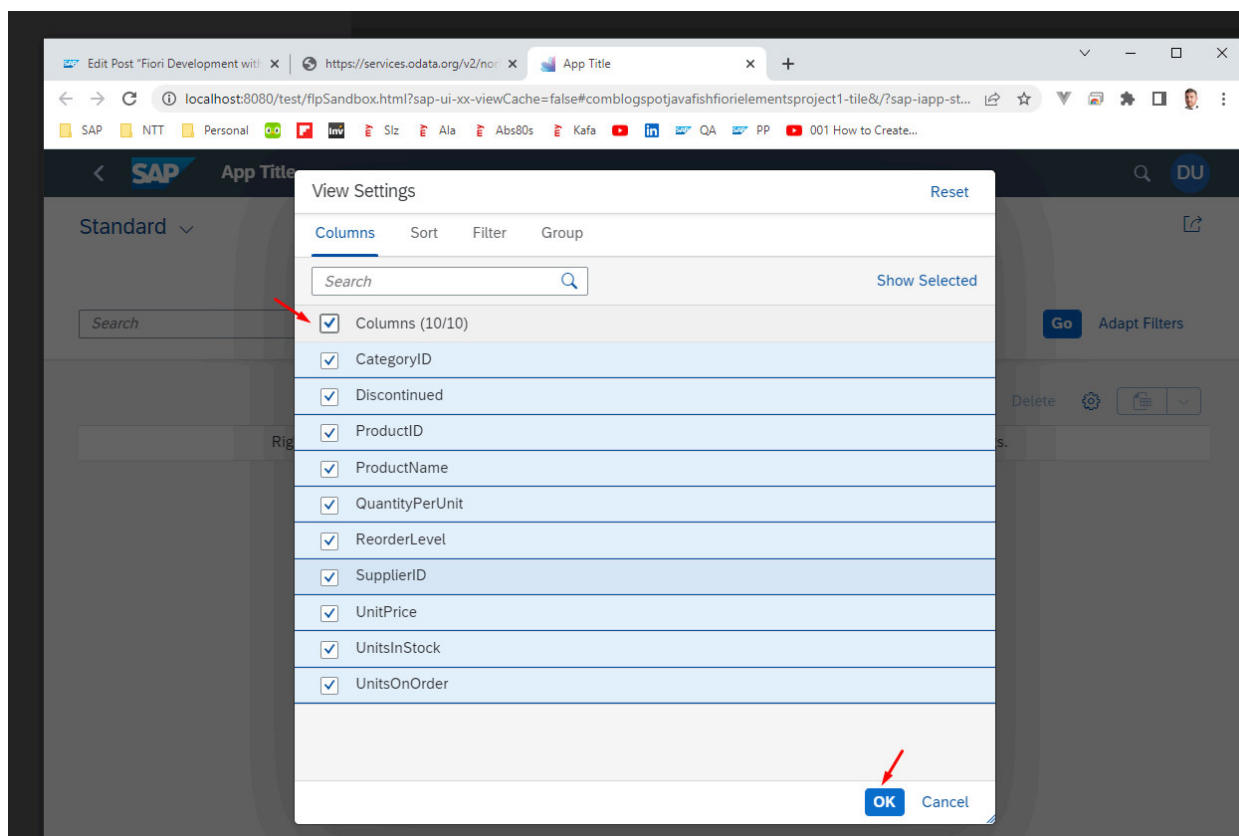 Edit Post "Fiori Development with
https://services.odata.org/v2/nor
App Title
localhost:8080/test/flpSandbox.html?sap-ui-xx-viewCache=false#comblogspotjavafishfiorielementsproject1-tile&/?sap-iapp-st...
SAP NTT Personal Inv Slz Ala Abs80s Kafa in QA PP 001 How to Create...
SAP App Title DU
View Settings Reset
Standard
Columns Sort Filter Group
Search Show Selected
Search Go Adapt Filters
Columns (10/10)
CategoryID
Discontinued
Delete
ProductID
Rig s.
ProductName
QuantityPerUnit
ReorderLevel
SupplierID
UnitPrice
UnitsInStock
UnitsOnOrder
OK Cancel